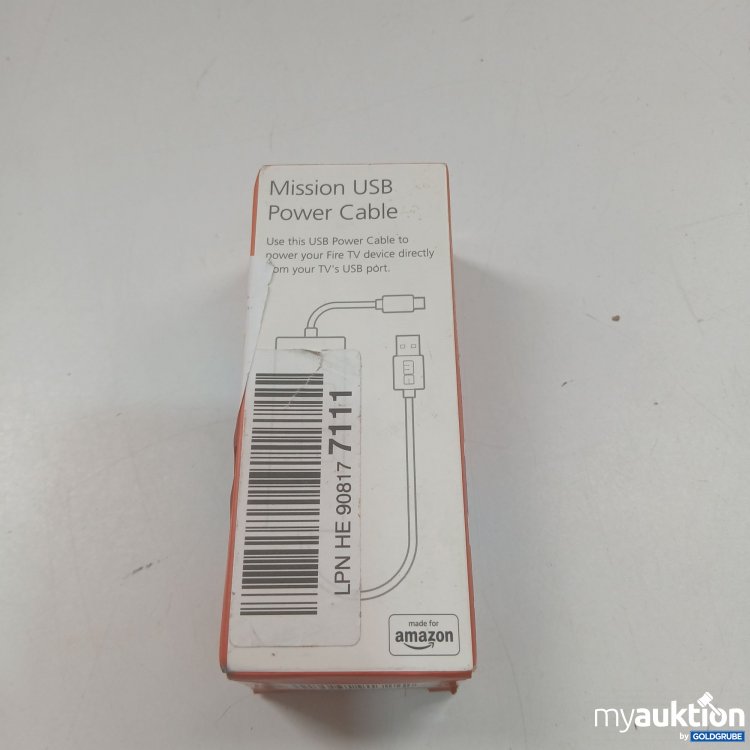 Mission USB
Power Cable
Use this USB Power Cable to
power your Fire TV device directly
from your TV's USB port.
LPN HE 90817 7111
made for
amazon
myauktion
by GOLDGRUBE